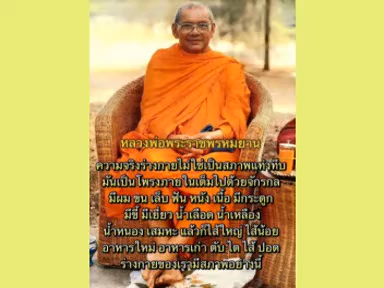 หลวงพ่อพระราชพรหมยาน
ความจริงร่างกายไม่ใช่เป็นสภาพแท่งทึบ
มันเป็นโพรงภายในเต็มไปด้วยจักรกล
มีผม ขน เล็บ ฟัน หนัง เนื้อ มีกระดูก
มีขี้ มีเยี่ยว น้ำเลือด น้ำเหลือง
น้ำหนอง เสมหะ แล้วก็ไส้ใหญ่ ไส้น้อย
อาหารใหม่ อาหารเก่า ตับ ไต ไส้ ปอด
ร่างกายของเรามีสภาพอย่างนี้